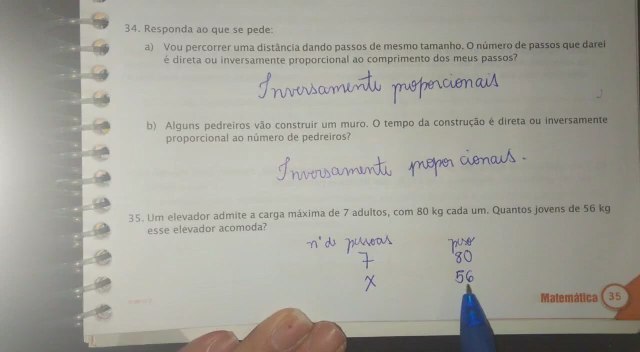 34. Responda ao que se pede:
a) Vou percorrer uma distância dando passos de mesmo tamanho. O número de passos que darei
é direta ou inversamente proporcional ao comprimento dos meus passos?
Inversamente proporcionais
b) Alguns pedreiros vão construir um muro. O tempo da construção é direta ou inversamente
proporcional ao número de pedreiros?
Inversamente proporcionais.
35. Um elevador admite a carga máxima de 7 adultos, com 80 kg cada um. Quantos jovens de 56 kg
esse elevador acomoda?
nº de pessoas peso
7 80
x 56
Matemática 35